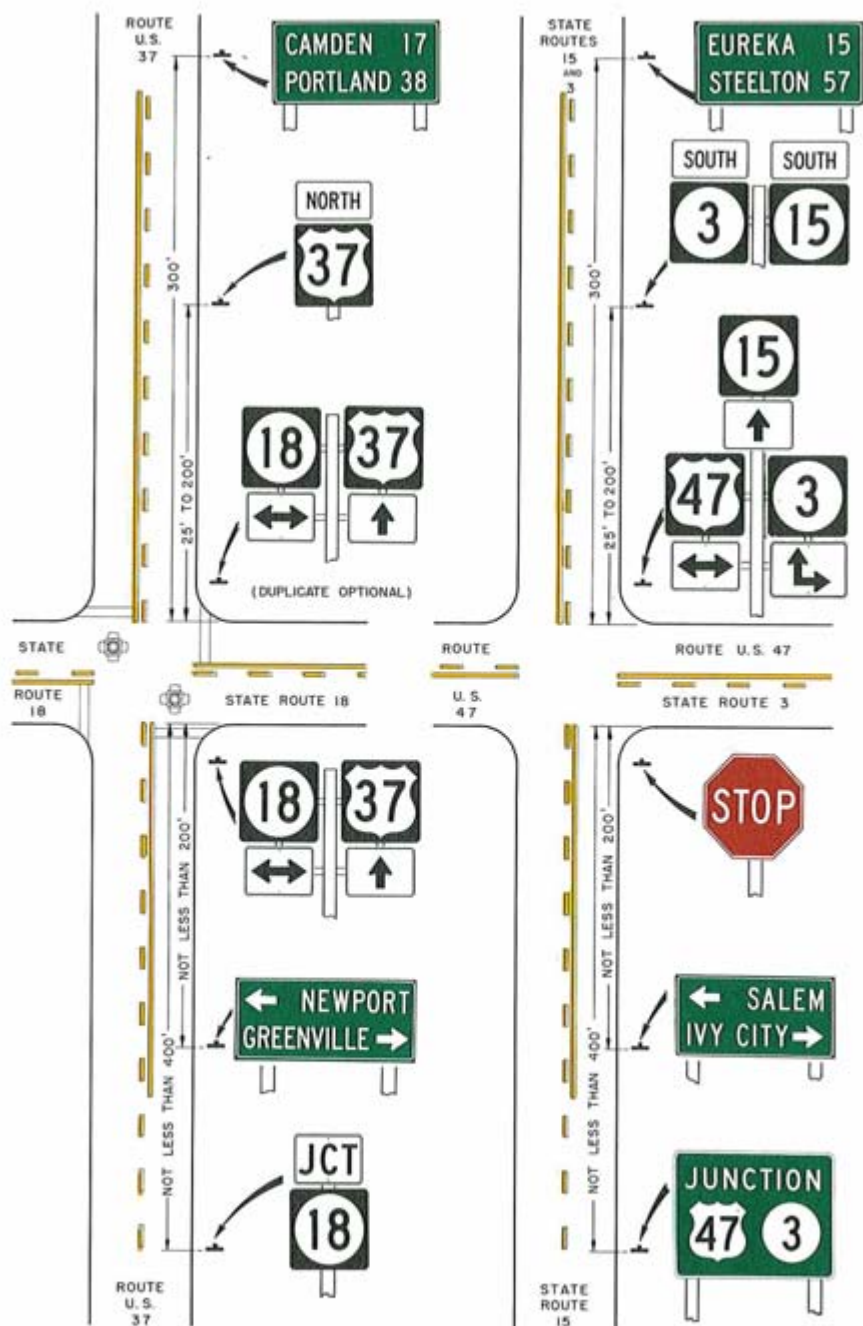 ROUTE
U.S.
37
CAMDEN 17
PORTLAND 38
300'
NORTH
37
25' TO 200'
18 37
(DUPLICATE OPTIONAL)
STATE
ROUTES
15
AND
3
EUREKA 15
STEELTON 57
300'
SOUTH SOUTH
3 15
15
25' TO 200'
47 3
STATE
ROUTE
18
STATE ROUTE 18
ROUTE
U.S.
47
ROUTE U.S. 47
STATE ROUTE 3
18 37
NOT LESS THAN 200'
NEWPORT
GREENVILLE
NOT LESS THAN 400'
JCT
18
ROUTE
U.S.
37
STOP
NOT LESS THAN 200'
SALEM
IVY CITY
NOT LESS THAN 400'
JUNCTION
47 3
STATE
ROUTE
15